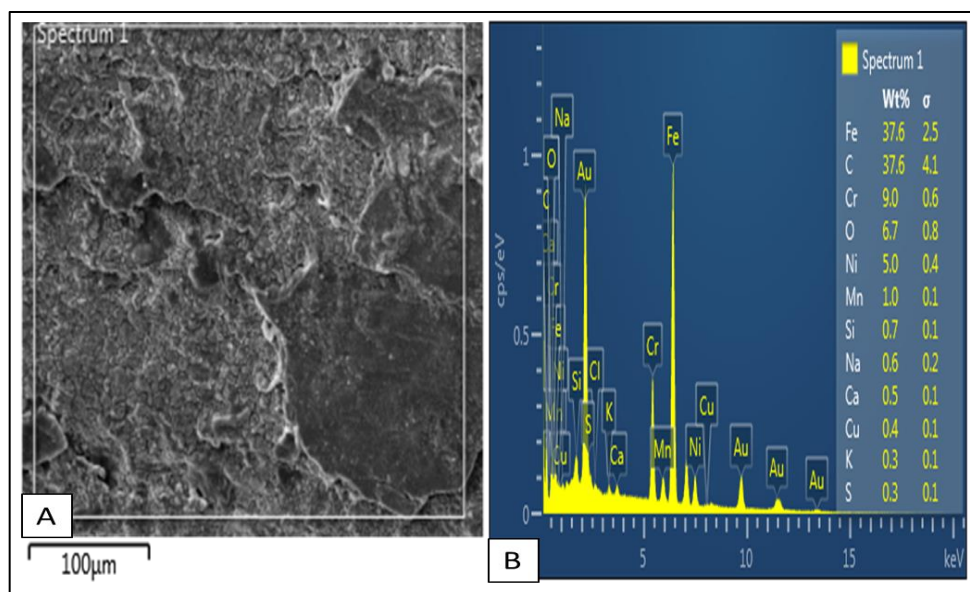 Spectrum 1
A
100μm
cps/eV
1
0.5
0
5
10
15
keV
Na
O
C
Au
Fe
Cr
Si
Cl
S
K
Ca
Mn
Ni
Cu
Cu
Au
Au
Au
Spectrum 1
Wt% σ
Fe 37.6 2.5
C 37.6 4.1
Cr 9.0 0.6
O 6.7 0.8
Ni 5.0 0.4
Mn 1.0 0.1
Si 0.7 0.1
Na 0.6 0.2
Ca 0.5 0.1
Cu 0.4 0.1
K 0.3 0.1
S 0.3 0.1
B